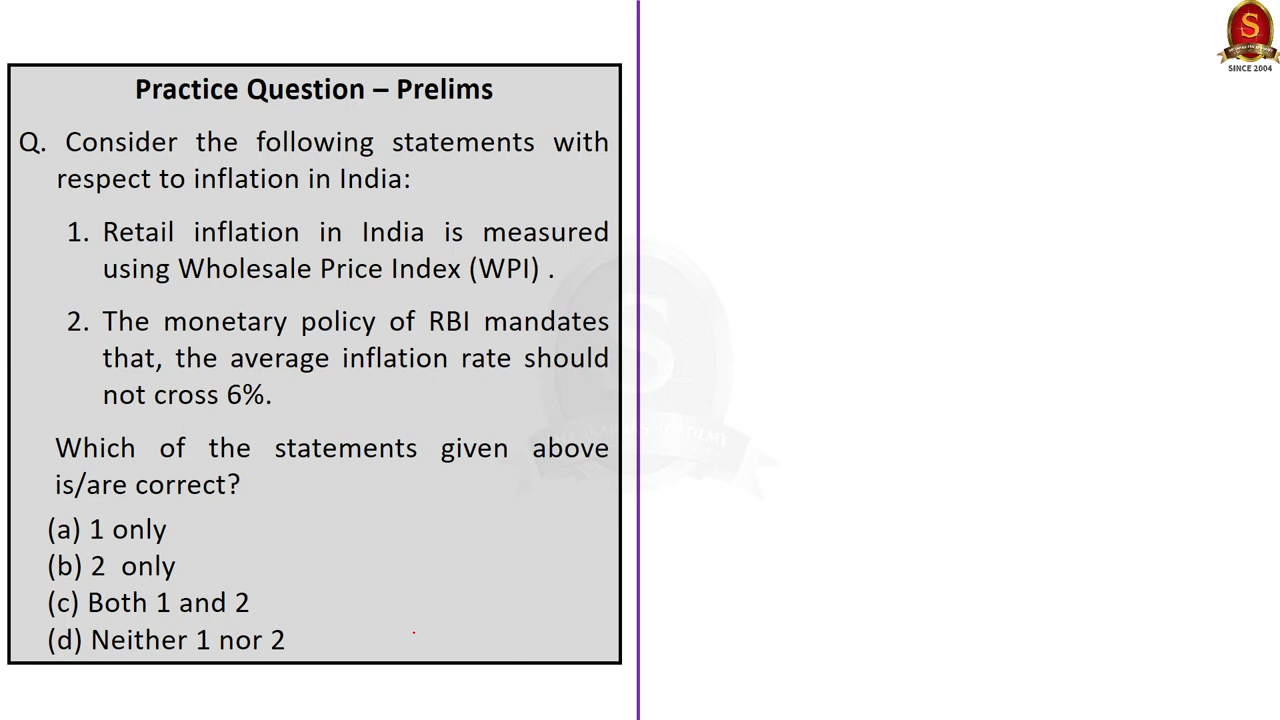 SINCE 2004
Practice Question – Prelims
Q. Consider the following statements with
respect to inflation in India:
1. Retail inflation in India is measured
using Wholesale Price Index (WPI) .
2. The monetary policy of RBI mandates
that, the average inflation rate should
not cross 6%.
Which of the statements given above
is/are correct?
(a) 1 only
(b) 2 only
(c) Both 1 and 2
(d) Neither 1 nor 2